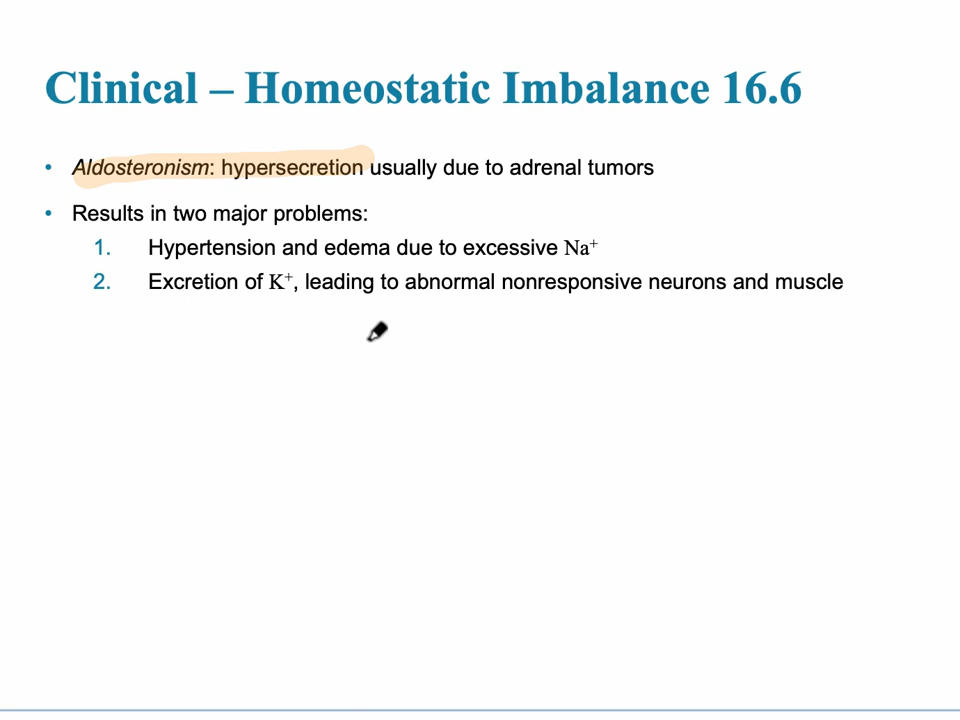 Clinical – Homeostatic Imbalance 16.6
• Aldosteronism: hypersecretion usually due to adrenal tumors
• Results in two major problems:
1. Hypertension and edema due to excessive Na⁺
2. Excretion of K⁺, leading to abnormal nonresponsive neurons and muscle